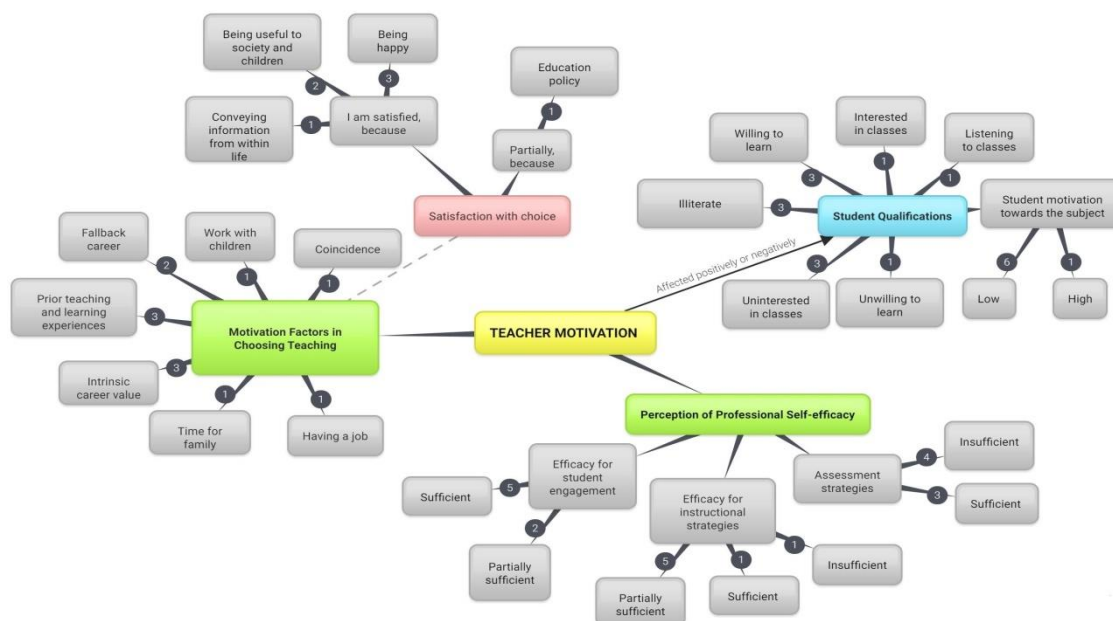 Being useful to
society and
children
2
Being
happy
3
Conveying
information
from within
life
1
I am satisfied,
because
Education
policy
1
Partially,
because
Satisfaction with choice
Fallback
career
2
Work with
children
1
Coincidence
1
Prior teaching
and learning
experiences
3
Motivation Factors in
Choosing Teaching
Intrinsic
career value
3
Time for
family
1
Having a job
1
TEACHER MOTIVATION
Affected positively or negatively
Willing to
learn
3
Interested
in classes
1
Listening
to classes
1
Illiterate
3
Student Qualifications
Student motivation
towards the subject
6
Low
1
High
3
Uninterested
in classes
1
Unwilling to
learn
Perception of Professional Self-efficacy
Efficacy for
student
engagement
5
Sufficient
2
Partially
sufficient
Efficacy for
instructional
strategies
5
Partially
sufficient
1
Sufficient
1
Insufficient
Assessment
strategies
4
Insufficient
3
Sufficient